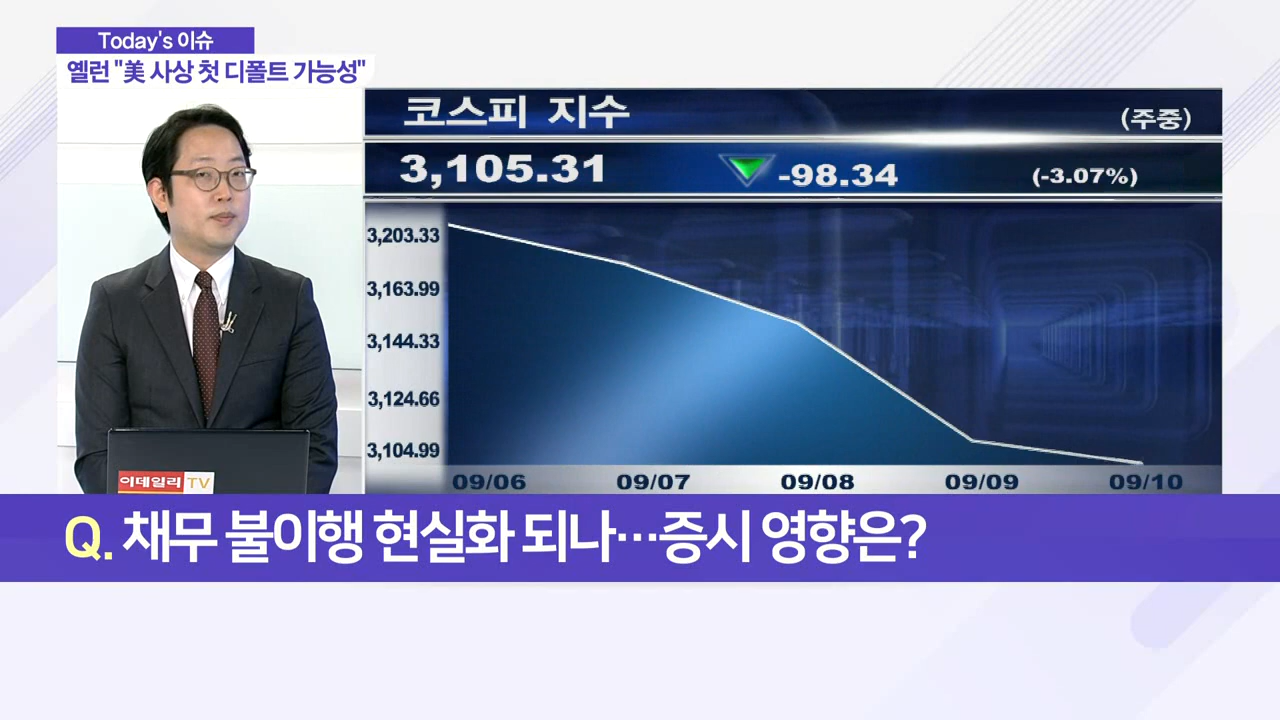 Today's 이슈
옐런 "美 사상 첫 디폴트 가능성"
코스피 지수
(주중)
3,105.31 -98.34 (-3.07%)
3,203.33
3,163.99
3,144.33
3,124.66
3,104.99
09/06 09/07 09/08 09/09 09/10
이데일리 TV
Q. 채무 불이행 현실화 되나…증시 영향은?